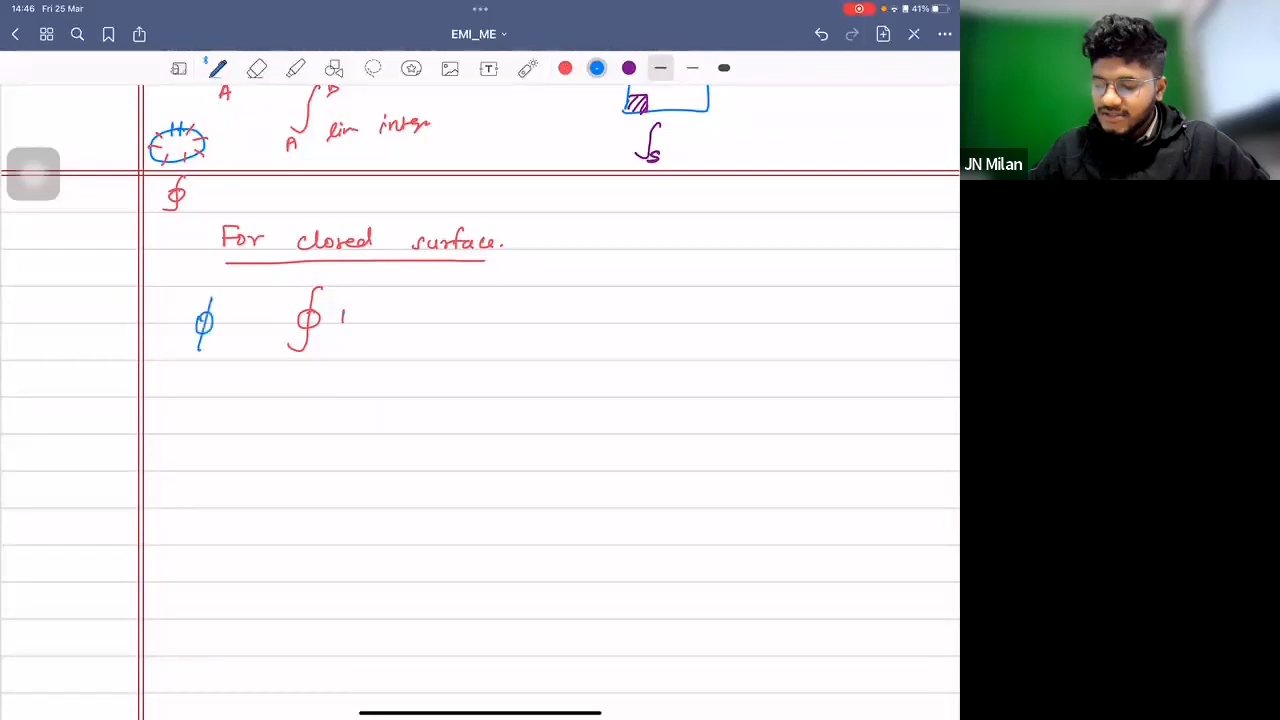 14:46 Fri 25 Mar
41%
EMI_ME
T
A
B
A
∫ lin integ
∫s
∮
For closed surface.
ϕ ∮
JN Milan